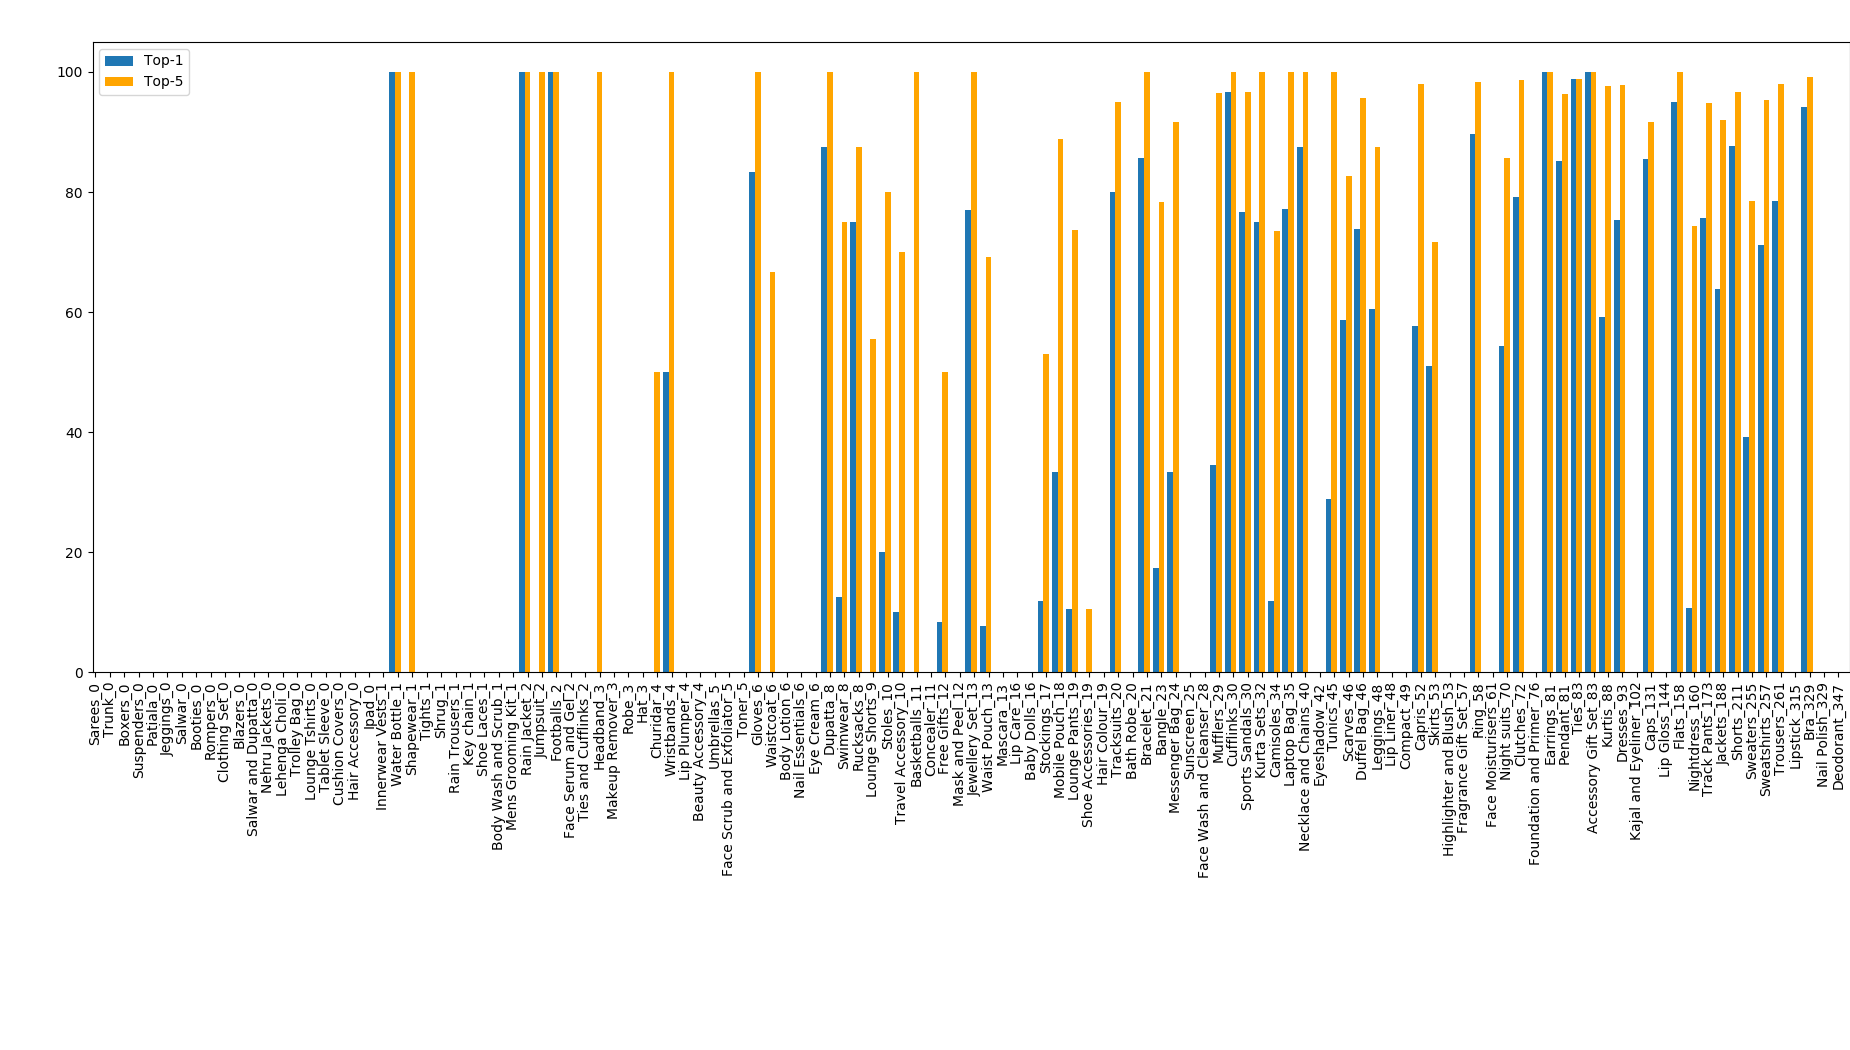 Top-1
Top-5
100
80
60
40
20
0
Sarees_0
Trunk_0
Boxers_0
Suspenders_0
Patiala_0
Jeggings_0
Salwar_0
Booties_0
Rompers_0
Clothing Set_0
Blazers_0
Salwar and Dupatta_0
Nehru Jackets_0
Lehenga Choli_0
Trolley Bag_0
Lounge Tshirts_0
Tablet Sleeve_0
Cushion Covers_0
Hair Accessory_0
Ipad_0
Innerwear Vests_1
Water Bottle_1
Shapewear_1
Tights_1
Shrug_1
Rain Trousers_1
Key chain_1
Shoe Laces_1
Body Wash and Scrub_1
Mens Grooming Kit_1
Rain Jacket_2
Jumpsuit_2
Footballs_2
Face Serum and Gel_2
Ties and Cufflinks_2
Headband_3
Makeup Remover_3
Robe_3
Hat_3
Churidar_4
Wristbands_4
Lip Plumper_4
Beauty Accessory_4
Umbrellas_5
Face Scrub and Exfoliator_5
Toner_5
Gloves_6
Waistcoat_6
Body Lotion_6
Nail Essentials_6
Eye Cream_6
Dupatta_8
Swimwear_8
Rucksacks_8
Lounge Shorts_9
Stoles_10
Travel Accessory_10
Basketballs_11
Concealer_11
Free Gifts_12
Mask and Peel_12
Jewellery Set_13
Waist Pouch_13
Mascara_13
Lip Care_16
Baby Dolls_16
Stockings_17
Mobile Pouch_18
Lounge Pants_19
Shoe Accessories_19
Hair Colour_19
Tracksuits_20
Bath Robe_20
Bracelet_21
Bangle_23
Messenger Bag_24
Sunscreen_25
Face Wash and Cleanser_28
Mufflers_29
Cufflinks_30
Sports Sandals_30
Kurta Sets_32
Camisoles_34
Laptop Bag_35
Necklace and Chains_40
Eyeshadow_42
Tunics_45
Scarves_46
Duffel Bag_46
Leggings_48
Lip Liner_48
Compact_49
Capris_52
Skirts_53
Highlighter and Blush_53
Fragrance Gift Set_57
Ring_58
Face Moisturisers_61
Night suits_70
Clutches_72
Foundation and Primer_76
Earrings_81
Pendant_81
Ties_83
Accessory Gift Set_83
Kurtis_88
Dresses_93
Kajal and Eyeliner_102
Caps_131
Lip Gloss_144
Flats_158
Nightdress_160
Track Pants_173
Jackets_188
Shorts_211
Sweaters_255
Sweatshirts_257
Trousers_261
Lipstick_315
Bra_329
Nail Polish_329
Deodorant_347